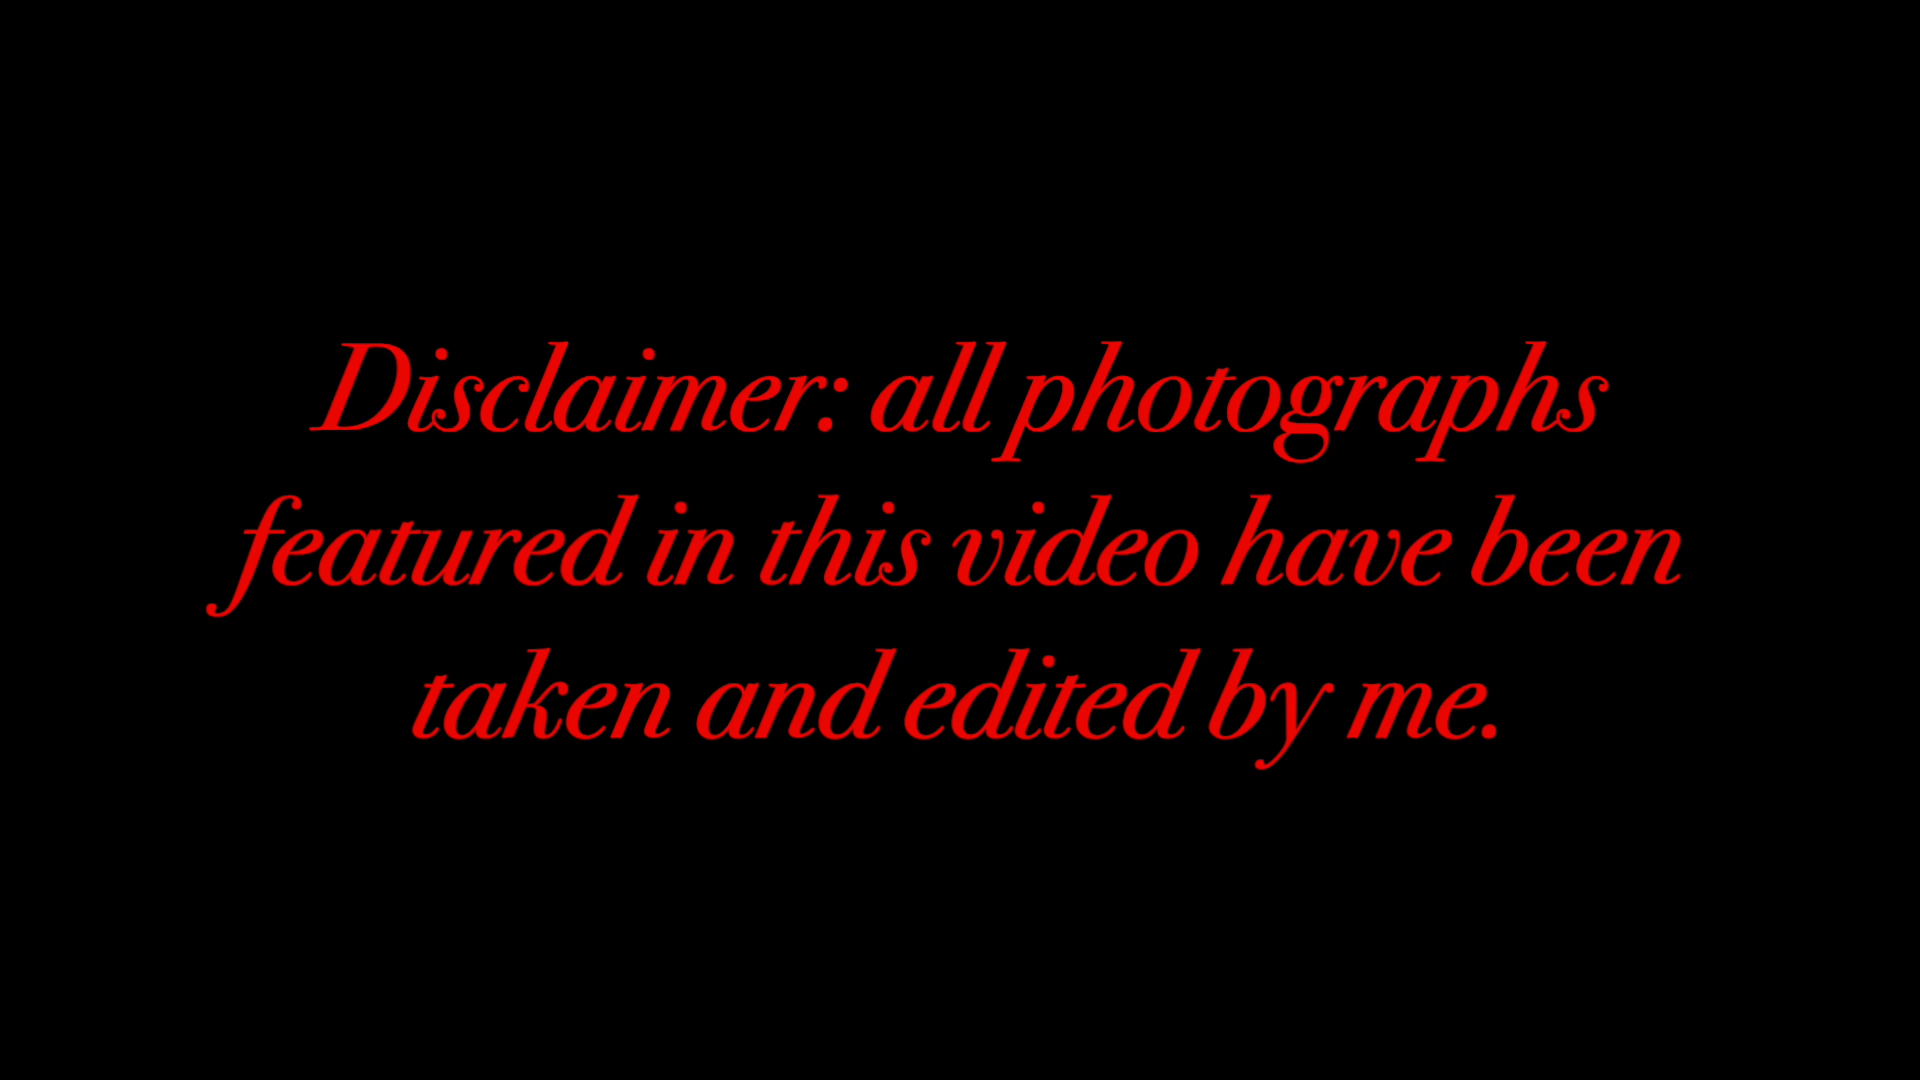 Disclaimer: all photographs
featured in this video have been
taken and edited by me.